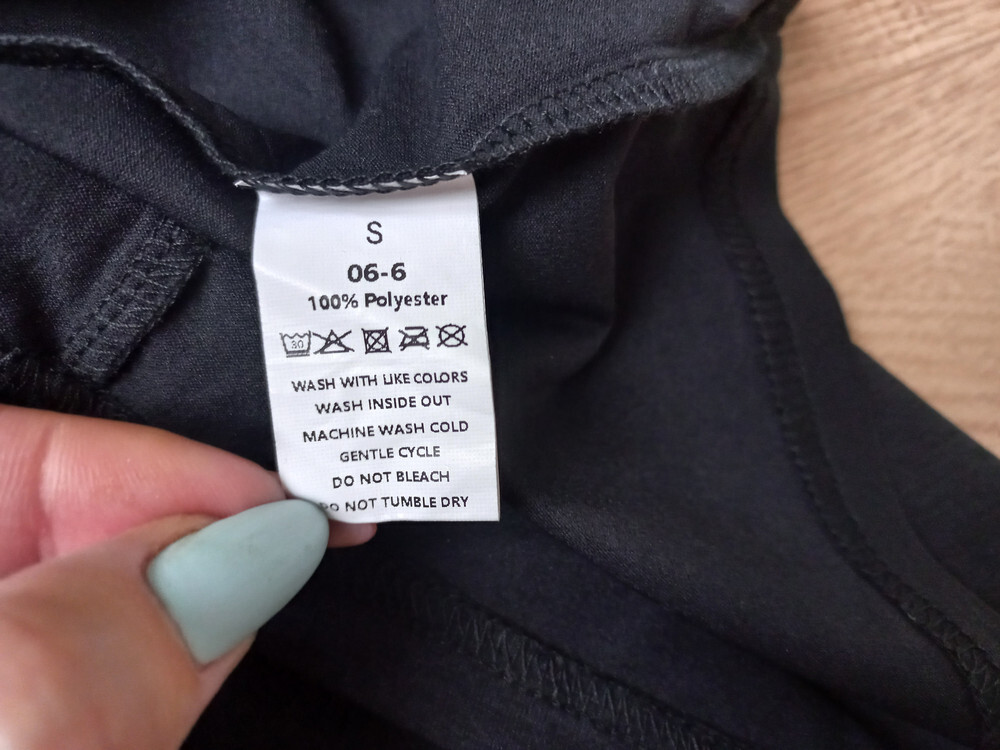 S
06-6
100% Polyester
30
WASH WITH LIKE COLORS
WASH INSIDE OUT
MACHINE WASH COLD
GENTLE CYCLE
DO NOT BLEACH
DO NOT TUMBLE DRY